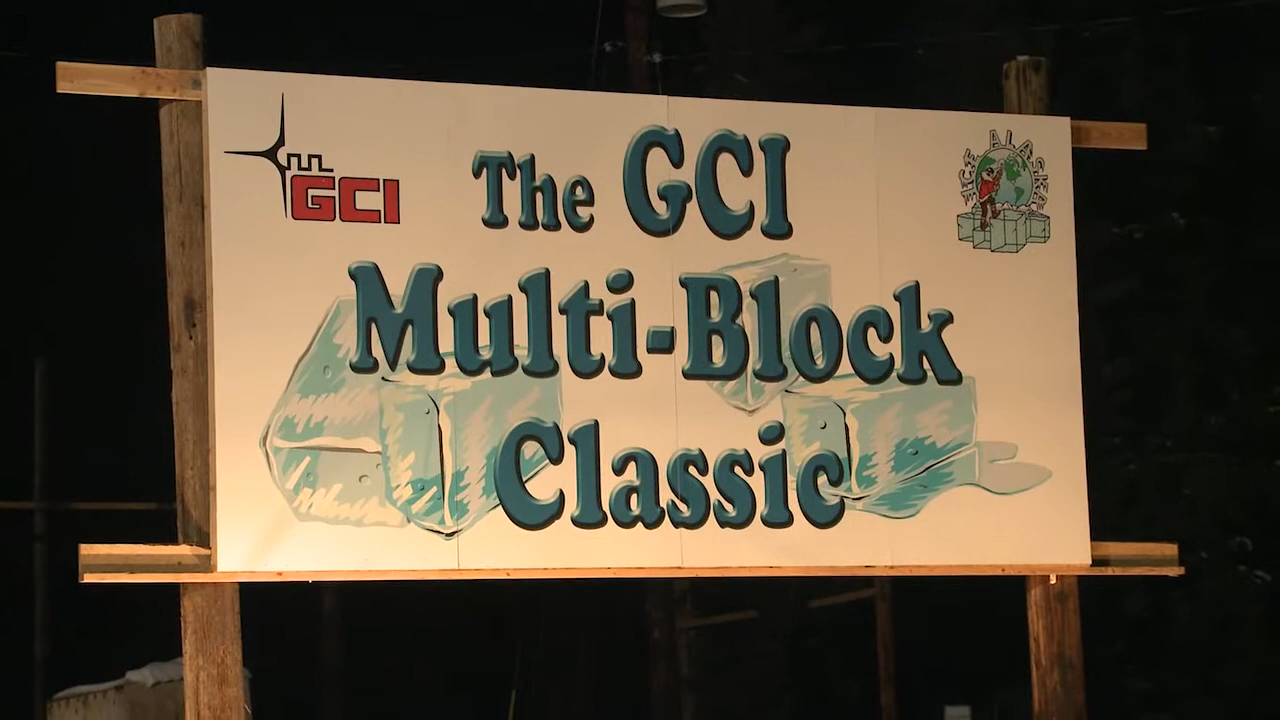 GCI
The GCI
ICE ALASKA
Multi-Block
Classic